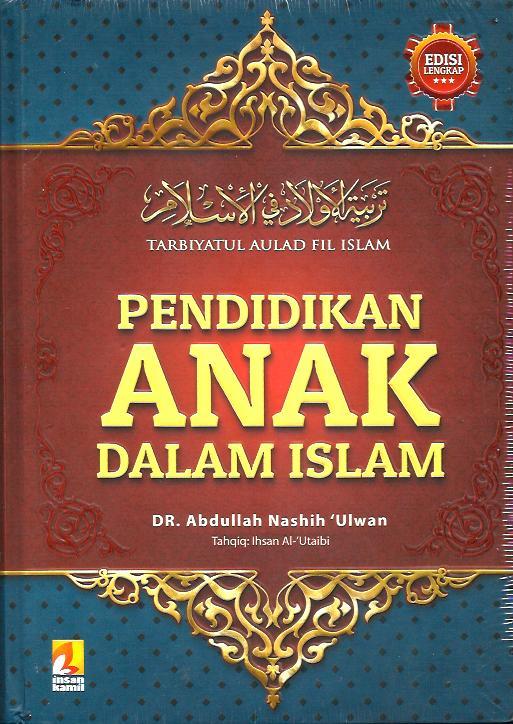 EDISI
LENGKAP
تربية الأولاد في الإسلام
TARBIYATUL AULAD FIL ISLAM
PENDIDIKAN
ANAK
DALAM ISLAM
DR. Abdullah Nashih ‘Ulwan
Tahqiq: Ihsan Al-‘Utaibi
insan
kamil